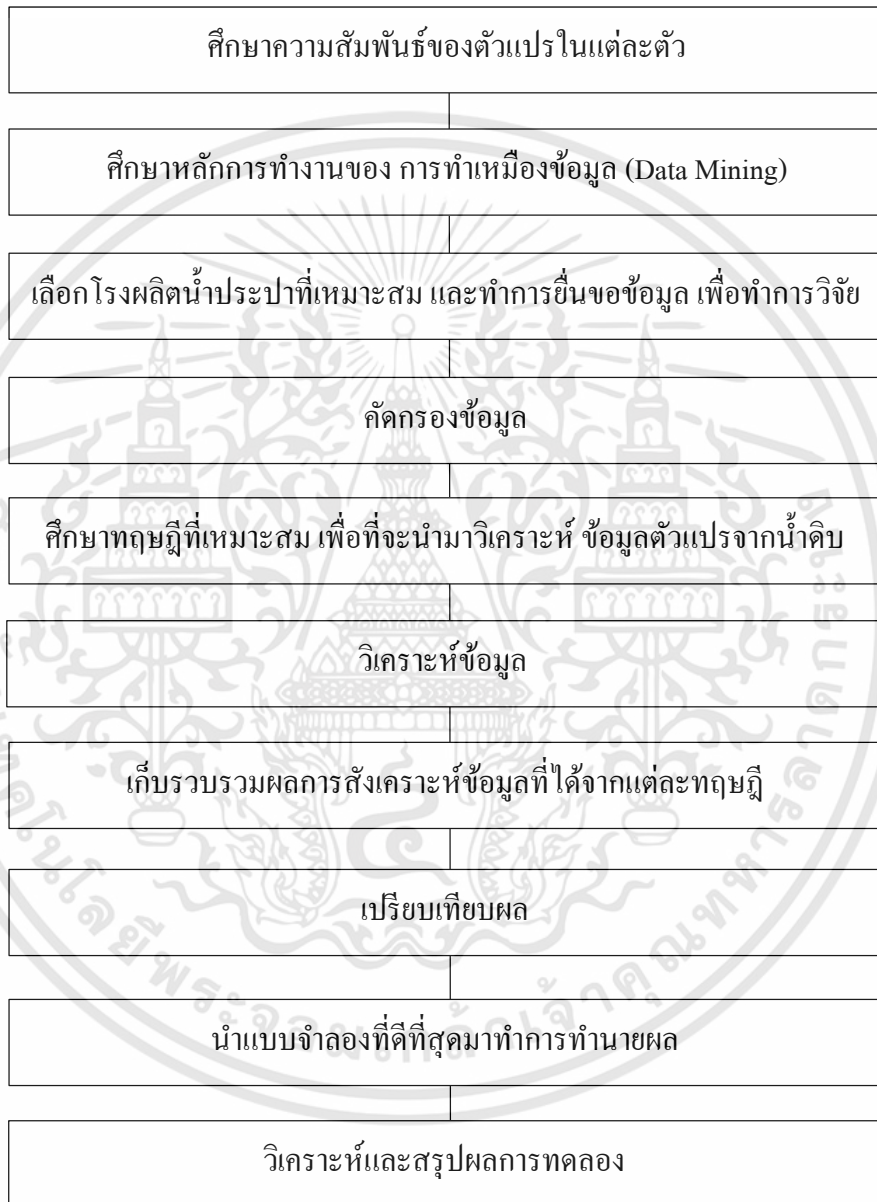 ศึกษาความสัมพันธ์ของตัวแปรในแต่ละตัว
ศึกษาหลักการทำงานของ การทำเหมืองข้อมูล (Data Mining)
เลือกโรงผลิตน้ำประปาที่เหมาะสม และทำการยื่นขอข้อมูล เพื่อทำการวิจัย
คัดกรองข้อมูล
ศึกษาทฤษฎีที่เหมาะสม เพื่อที่จะนำมาวิเคราะห์ ข้อมูลตัวแปรจากน้ำดิบ
วิเคราะห์ข้อมูล
เก็บรวบรวมผลการสังเคราะห์ข้อมูลที่ได้จากแต่ละทฤษฎี
เปรียบเทียบผล
นำแบบจำลองที่ดีที่สุดมาทำการทำนายผล
วิเคราะห์และสรุปผลการทดลอง